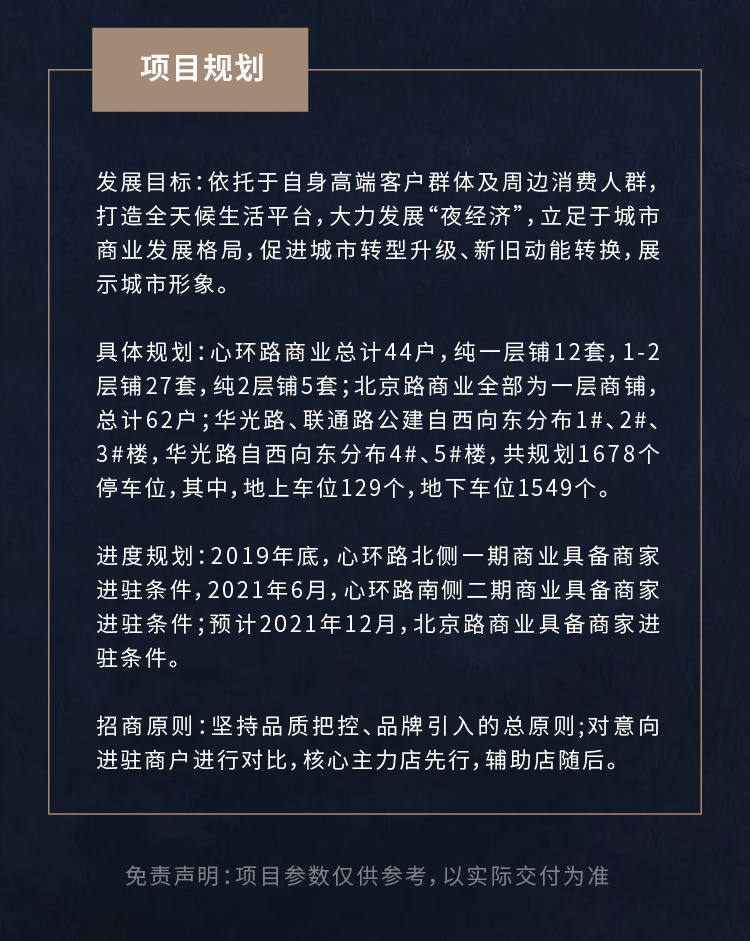 项目规划
发展目标：依托于自身高端客户群体及周边消费人群，
打造全天候生活平台，大力发展“夜经济”，立足于城市
商业发展格局，促进城市转型升级、新旧动能转换，展
示城市形象。
具体规划：心环路商业总计44户，纯一层铺12套，1-2
层铺27套，纯2层铺5套；北京路商业全部为一层商铺，
总计62户；华光路、联通路公建自西向东分布1#、2#、
3#楼，华光路自西向东分布4#、5#楼，共规划1678个
停车位，其中，地上车位129个，地下车位1549个。
进度规划：2019年底，心环路北侧一期商业具备商家
进驻条件，2021年6月，心环路南侧二期商业具备商家
进驻条件；预计2021年12月，北京路商业具备商家进
驻条件。
招商原则：坚持品质把控、品牌引入的总原则；对意向
进驻商户进行对比，核心主力店先行，辅助店随后。
免责声明：项目参数仅供参考，以实际交付为准